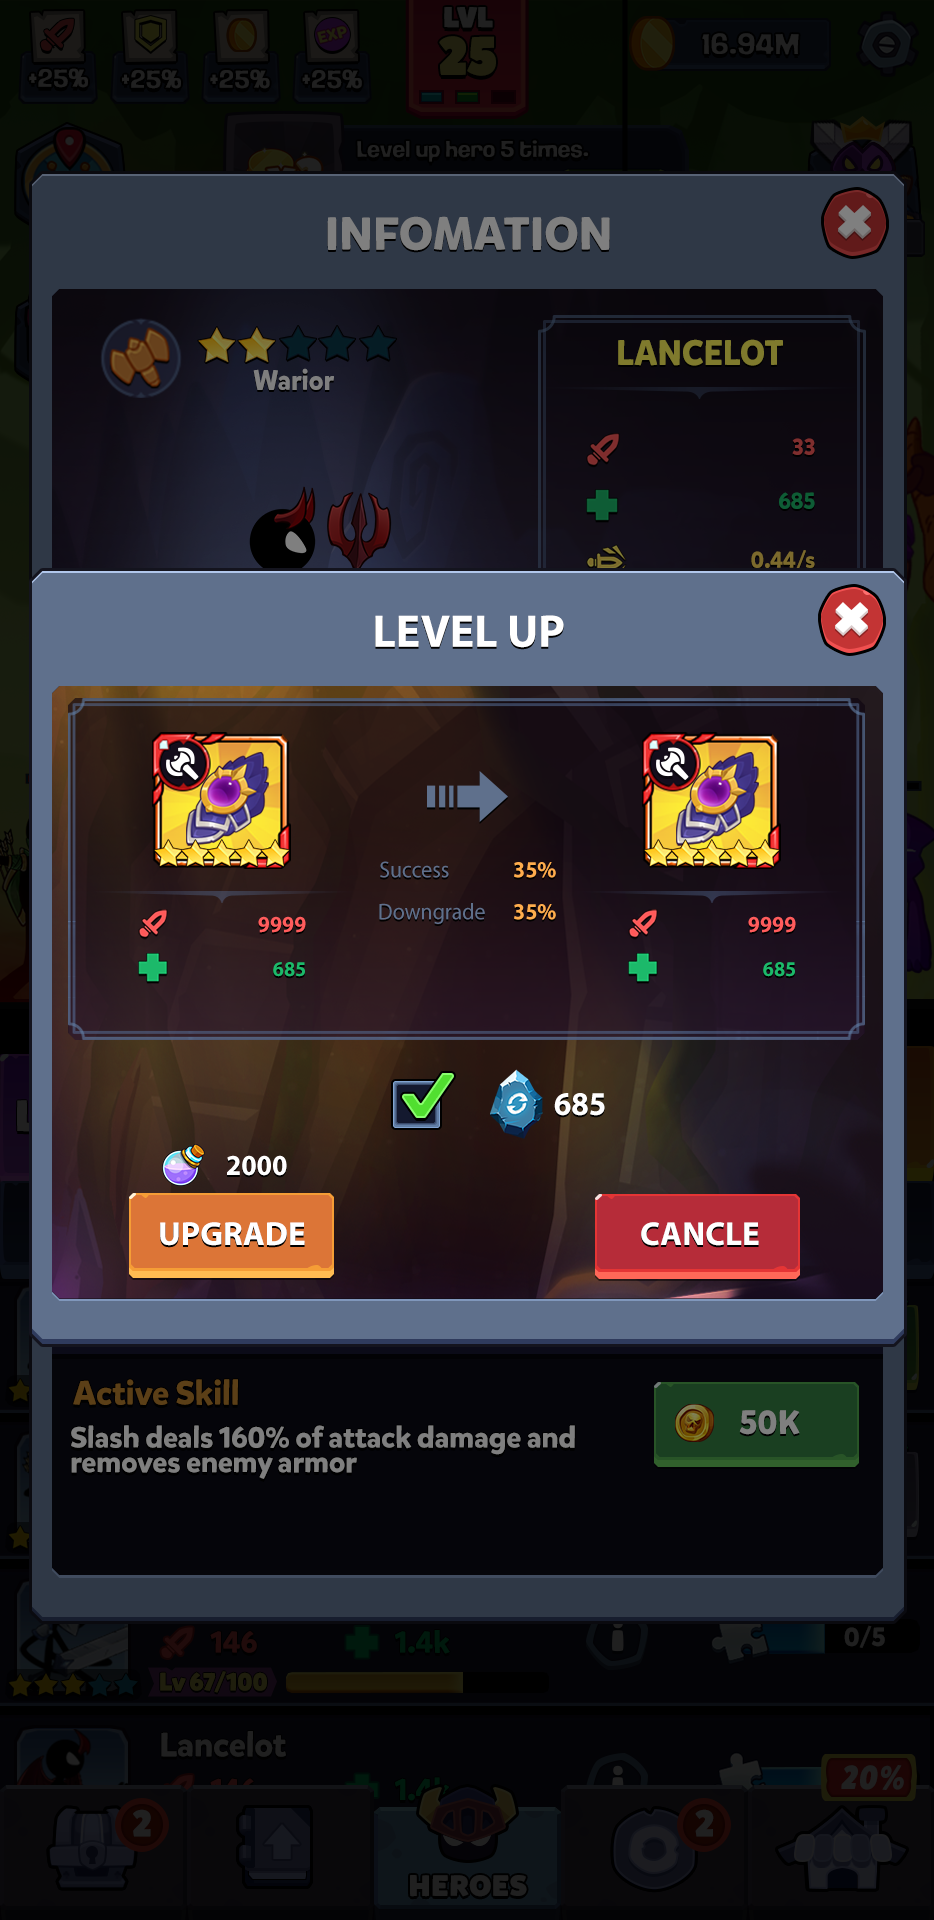 LVL
25
+25% +25% +25% +25%
EXP
16.94M
Level up hero 5 times.
INFOMATION
Warior
LANCELOT
33
685
0.44/s
LEVEL UP
Success 35%
Downgrade 35%
9999
685
9999
685
685
2000
UPGRADE
CANCLE
Active Skill
Slash deals 160% of attack damage and
removes enemy armor
50K
146 1.4k 0/5
Lv 67/100
Lancelot
20%
2
2
HEROES